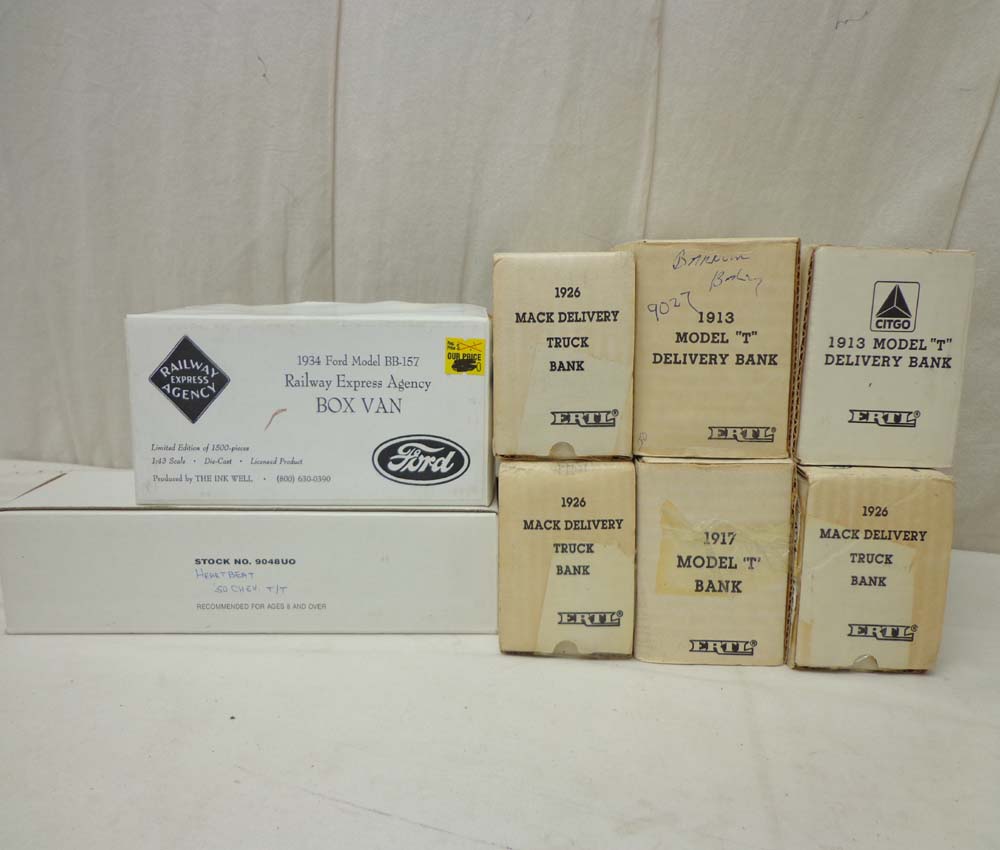 RAILWAY
EXPRESS
AGENCY
1934 Ford Model BB-157
Railway Express Agency
BOX VAN
OUR PRICE
Limited Edition of 1500-pieces
1:43 Scale • Die-Cast • Licensed Product
Produced by THE INK WELL • (800) 630-0390
Ford
STOCK NO. 9048UO
HEARTBEAT
50 CHEV. T/T
RECOMMENDED FOR AGES 8 AND OVER
1926
MACK DELIVERY
TRUCK
BANK
ERTL®
9027
1913
MODEL "T"
DELIVERY BANK
ERTL®
CITGO
1913 MODEL "T"
DELIVERY BANK
ERTL®
1926
MACK DELIVERY
TRUCK
BANK
ERTL®
1917
MODEL "T"
BANK
ERTL®
1926
MACK DELIVERY
TRUCK
BANK
ERTL®